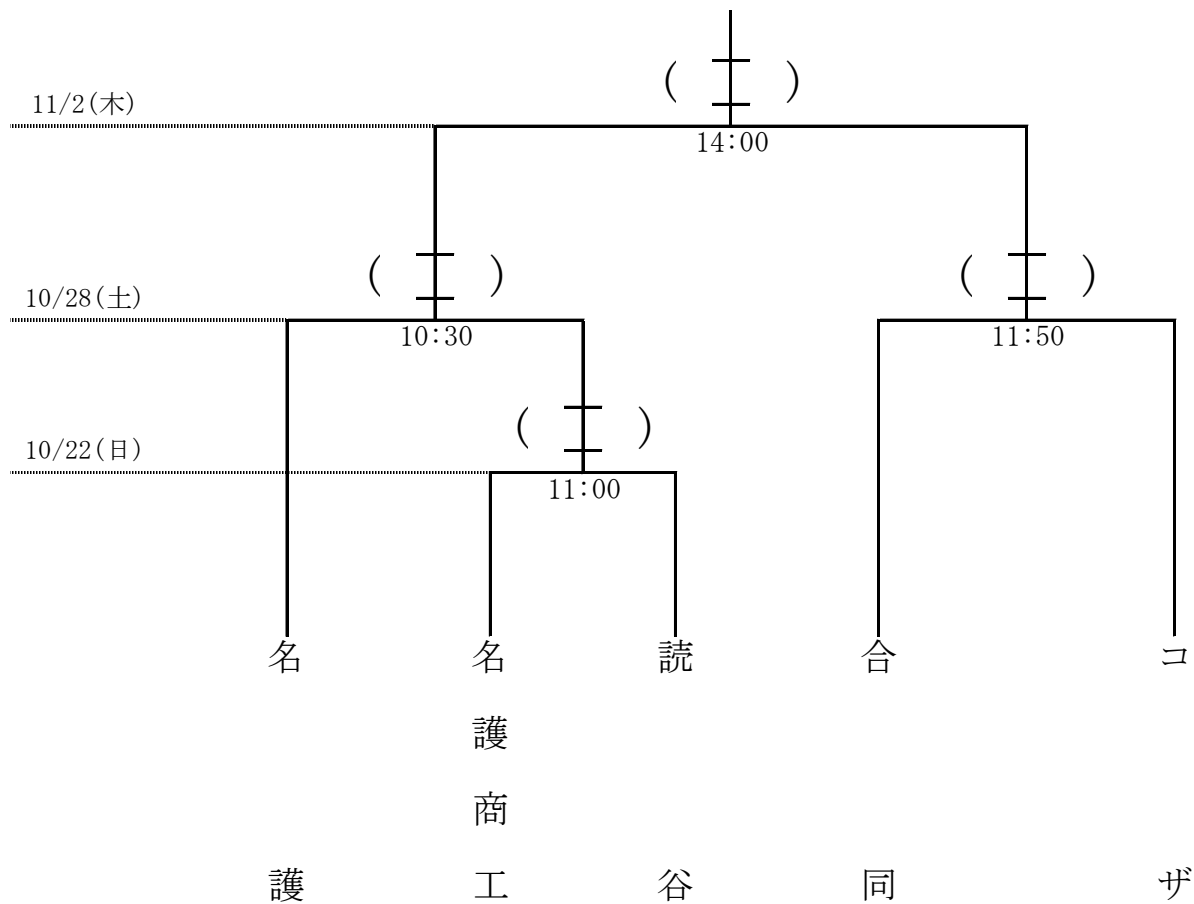 ( )
11/2(木)
14:00
( ) ( )
10/28(土)
10:30 11:50
( )
10/22(日)
11:00
名護
名護商工
読谷
合同
コザ